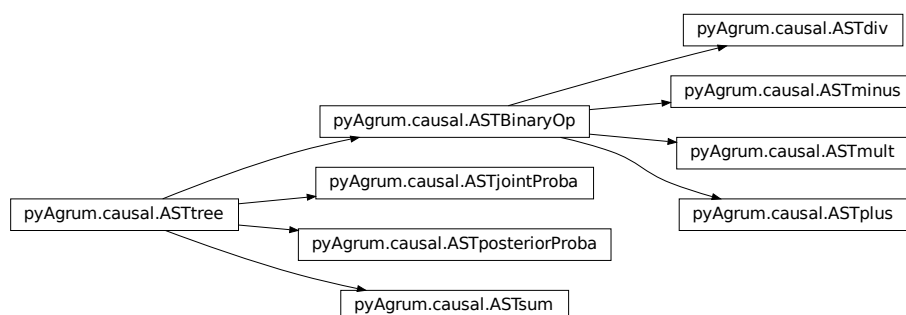 pyAgrum.causal.ASTdiv
pyAgrum.causal.ASTminus
pyAgrum.causal.ASTBinaryOp
pyAgrum.causal.ASTmult
pyAgrum.causal.ASTjointProba
pyAgrum.causal.ASTtree
pyAgrum.causal.ASTplus
pyAgrum.causal.ASTposteriorProba
pyAgrum.causal.ASTsum